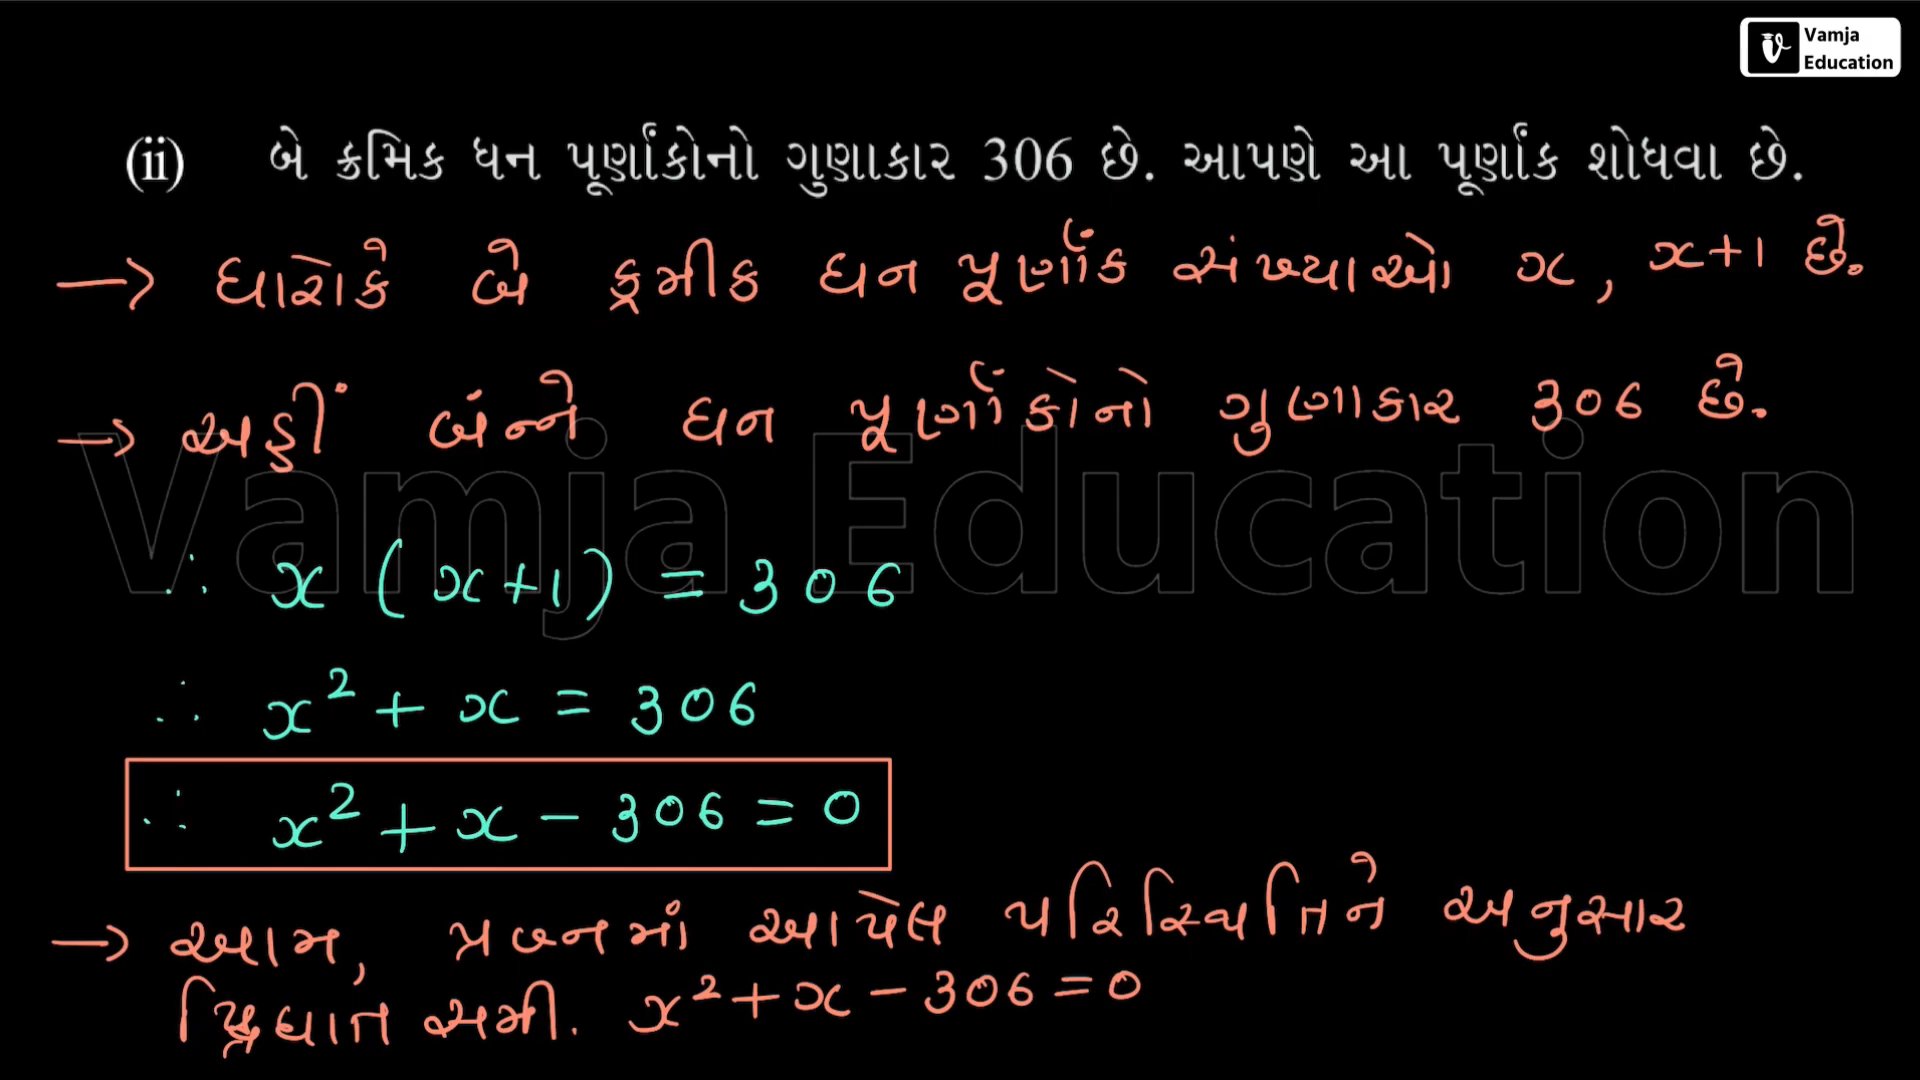 Vamja
Education
(ii) બે ક્રમિક ધન પૂર્ણાંકોનો ગુણાકાર 306 છે. આપણે આ પૂર્ણાંક શોધવા છે.
→ ધારોકે બે ક્રમીક ધન પૂર્ણાંક સંખ્યાઓ x, x+1 છે.
→ અહીં બંન્ને ધન પૂર્ણાંકોનો ગુણાકાર 306 છે.
Vamja Education
∴ x (x+1) = 306
∴ x² + x = 306
∴ x² + x - 306 = 0
→ આમ, પ્રશ્નમાં આપેલ પરિસ્થિતિને અનુસાર
દ્વિઘાત સમી. x² + x - 306 = 0